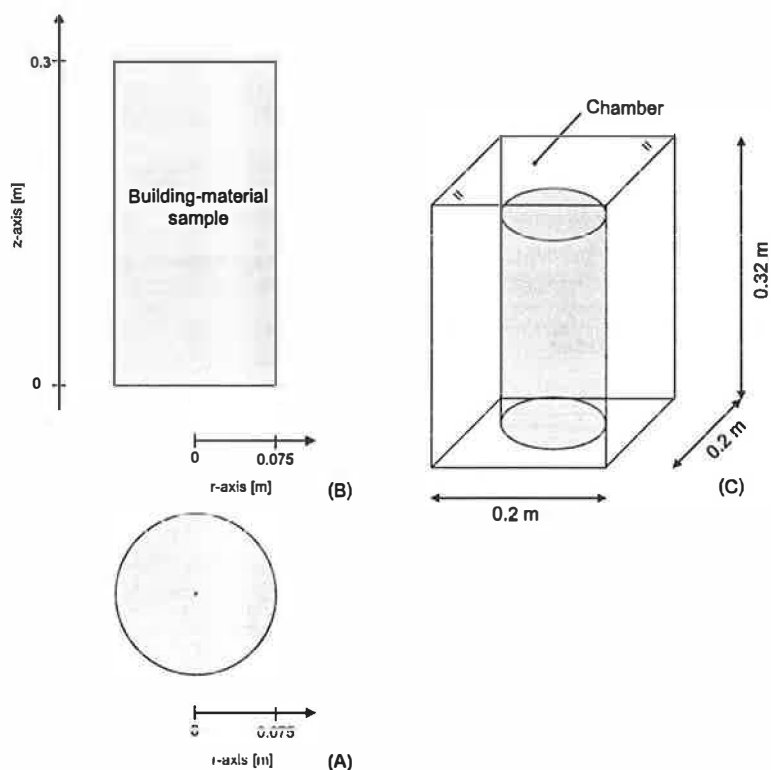 0.3
z-axis [m]
Building-material
sample
0
0
0.075
r-axis [m]
(B)
Chamber
=
=
0.32 m
0.2 m
0.2 m
(C)
0
0.075
r-axis [m]
(A)